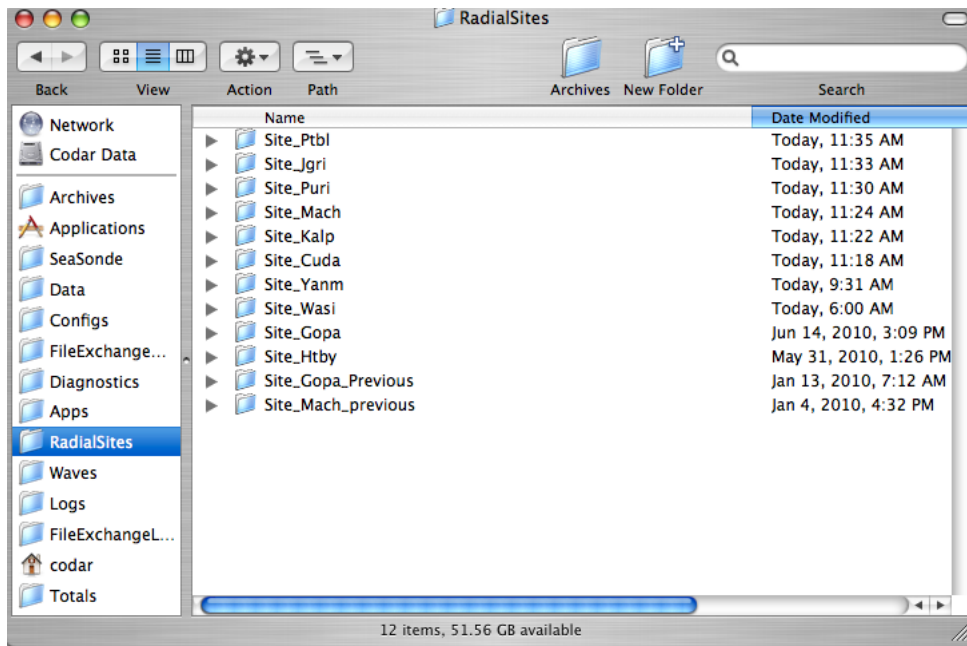 RadialSites
Back View Action Path Archives New Folder Search
Name Date Modified
Network
Codar Data
Archives
Applications
SeaSonde
Data
Configs
FileExchange...
Diagnostics
Apps
RadialSites
Waves
Logs
FileExchangeL...
codar
Totals
Site_Ptbl Today, 11:35 AM
Site_Jgri Today, 11:33 AM
Site_Puri Today, 11:30 AM
Site_Mach Today, 11:24 AM
Site_Kalp Today, 11:22 AM
Site_Cuda Today, 11:18 AM
Site_Yanm Today, 9:31 AM
Site_Wasi Today, 6:00 AM
Site_Gopa Jun 14, 2010, 3:09 PM
Site_Htby May 31, 2010, 1:26 PM
Site_Gopa_Previous Jan 13, 2010, 7:12 AM
Site_Mach_previous Jan 4, 2010, 4:32 PM
12 items, 51.56 GB available